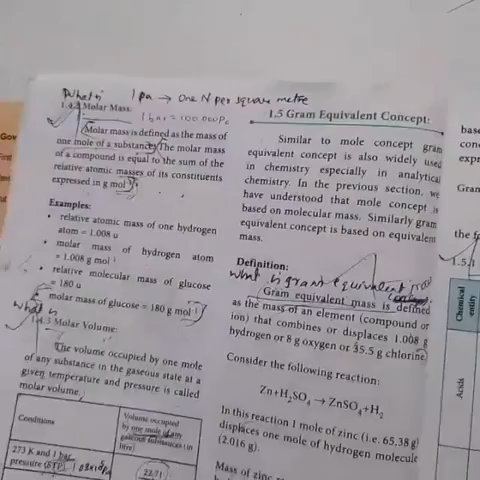 What is 1 pa → one N per square metre
1.4.2 Molar Mass:
1 bar = 100,000 Pa
Molar mass is defined as the mass of
one mole of a substance. The molar mass
of a compound is equal to the sum of the
relative atomic masses of its constituents
expressed in g mol⁻¹.
Examples:
• relative atomic mass of one hydrogen
atom = 1.008 u
• molar mass of hydrogen atom
= 1.008 g mol⁻¹
• relative molecular mass of glucose
= 180 u
molar mass of glucose = 180 g mol⁻¹
What is
4.3 Molar Volume:
The volume occupied by one mole
of any substance in the gaseous state at a
given temperature and pressure is called
molar volume.
Conditions
Volume occupied
by one mole of any
gaseous substances (in
litre)
273 K and 1 bar
pressure (STP)
22.71
1.5 Gram Equivalent Concept:
Similar to mole concept gram
equivalent concept is also widely used
in chemistry especially in analytical
chemistry. In the previous section, we
have understood that mole concept is
based on molecular mass. Similarly gram
equivalent concept is based on equivalent
mass.
Definition:
What is equivalent
Gram equivalent mass is defined
as the mass of an element (compound or
ion) that combines or displaces 1.008 g
hydrogen or 8 g oxygen or 35.5 g chlorine.
Consider the following reaction:
Zn+H₂SO₄ → ZnSO₄+H₂
In this reaction 1 mole of zinc (i.e. 65.38 g)
displaces one mole of hydrogen molecule
(2.016 g).
Mass of zinc
Gram
the
1.5.1
Chemical
entity
Acids